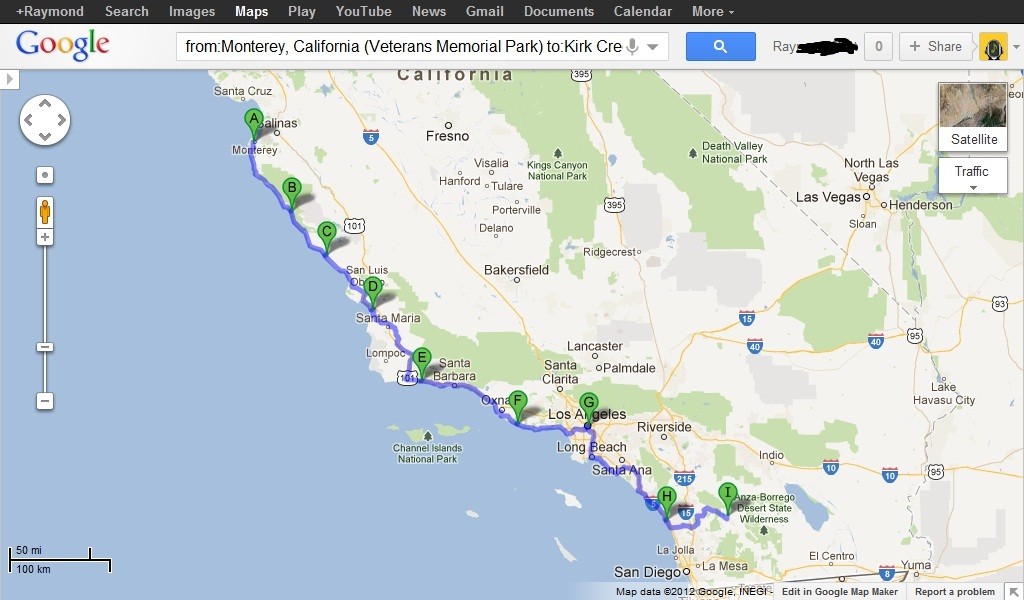 +Raymond Search Images Maps Play YouTube News Gmail Documents Calendar More
Google from:Monterey, California (Veterans Memorial Park) to:Kirk Cre Ray 0 + Share
California
395
Santa Cruz
Satellite
A
Salinas
5
Fresno
Monterey
Death Valley
National Park
Traffic
Visalia
Kings Canyon
National Park
North Las
Vegas
Hanford
Tulare
B
Las Vegas
Henderson
Porterville
395
101
Delano
Sloan
C
Ridgecrest
San Luis
Obispo
Bakersfield
D
93
Santa Maria
15
40
40
95
Lancaster
Lompoc
E
Santa
Barbara
Santa
Clarita
Palmdale
101
Lake
Havasu City
Oxna
F
G
Los Angeles
Riverside
Channel Islands
National Park
Long Beach
Indio
10
10
95
Santa Ana
215
H
I
Anza-Borrego
Desert State
Wilderness
5
15
50 mi
100 km
La Jolla
La Mesa
El Centro
Yuma
San Diego
8
Map data ©2012 Google, INEGI - Edit in Google Map Maker Report a problem